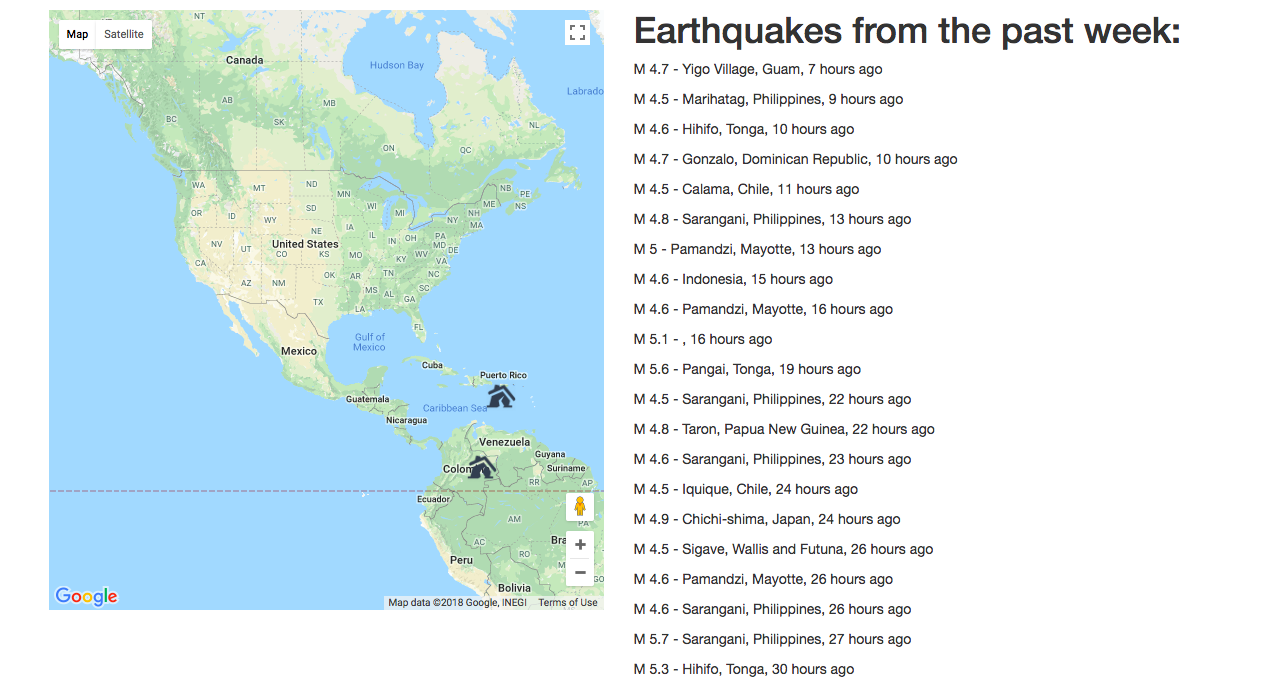 Map Satellite
NT
Canada
Hudson Bay
Labrado
AB
MB
BC
SK
NL
ON
QC
WA
MT
ND
NB
PE
MN
ME
NS
OR
ID
SD
WI
MI
NH
WY
NY
MA
NE
IA
PA
NV
UT
United States
IL
IN
OH
MD
DE
CO
KS
MO
WV
CA
KY
VA
AZ
NM
OK
AR
TN
NC
MS
AL
SC
TX
GA
LA
FL
Gulf of
Mexico
Mexico
Cuba
Puerto Rico
Guatemala
Caribbean Sea
Nicaragua
Venezuela
Guyana
Colom
Suriname
RR
AP
Ecuador
AM
PA
AC
RO
Bra
Peru
M
GO
Bolivia
Google
Map data ©2018 Google, INEGI Terms of Use
Earthquakes from the past week:
M 4.7 - Yigo Village, Guam, 7 hours ago
M 4.5 - Marihatag, Philippines, 9 hours ago
M 4.6 - Hihifo, Tonga, 10 hours ago
M 4.7 - Gonzalo, Dominican Republic, 10 hours ago
M 4.5 - Calama, Chile, 11 hours ago
M 4.8 - Sarangani, Philippines, 13 hours ago
M 5 - Pamandzi, Mayotte, 13 hours ago
M 4.6 - Indonesia, 15 hours ago
M 4.6 - Pamandzi, Mayotte, 16 hours ago
M 5.1 - , 16 hours ago
M 5.6 - Pangai, Tonga, 19 hours ago
M 4.5 - Sarangani, Philippines, 22 hours ago
M 4.8 - Taron, Papua New Guinea, 22 hours ago
M 4.6 - Sarangani, Philippines, 23 hours ago
M 4.5 - Iquique, Chile, 24 hours ago
M 4.9 - Chichi-shima, Japan, 24 hours ago
M 4.5 - Sigave, Wallis and Futuna, 26 hours ago
M 4.6 - Pamandzi, Mayotte, 26 hours ago
M 4.6 - Sarangani, Philippines, 26 hours ago
M 5.7 - Sarangani, Philippines, 27 hours ago
M 5.3 - Hihifo, Tonga, 30 hours ago